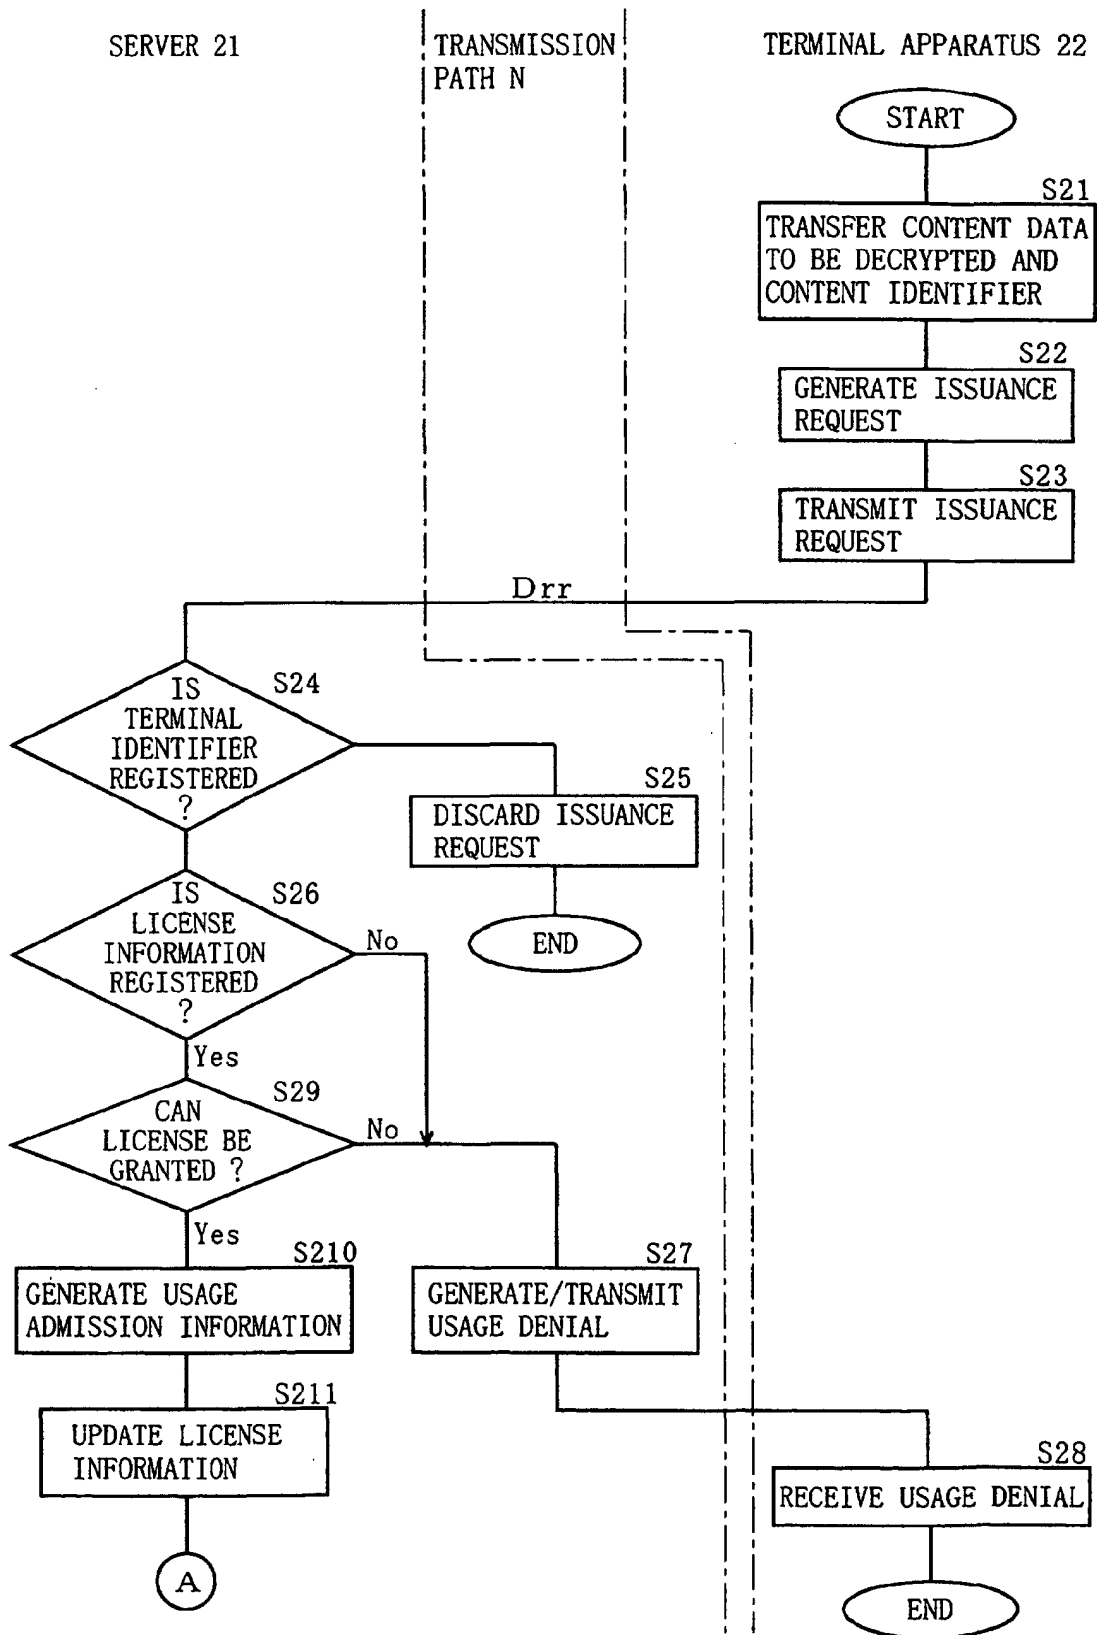 SERVER 21
TRANSMISSION
PATH N
TERMINAL APPARATUS 22
START
S21
TRANSFER CONTENT DATA
TO BE DECRYPTED AND
CONTENT IDENTIFIER
S22
GENERATE ISSUANCE
REQUEST
S23
TRANSMIT ISSUANCE
REQUEST
Drr
S24
IS
TERMINAL
IDENTIFIER
REGISTERED
?
S25
DISCARD ISSUANCE
REQUEST
END
S26
IS
LICENSE
INFORMATION
REGISTERED
?
No
Yes
S29
CAN
LICENSE BE
GRANTED ?
No
Yes
S210
GENERATE USAGE
ADMISSION INFORMATION
S27
GENERATE/TRANSMIT
USAGE DENIAL
S211
UPDATE LICENSE
INFORMATION
S28
RECEIVE USAGE DENIAL
A
END